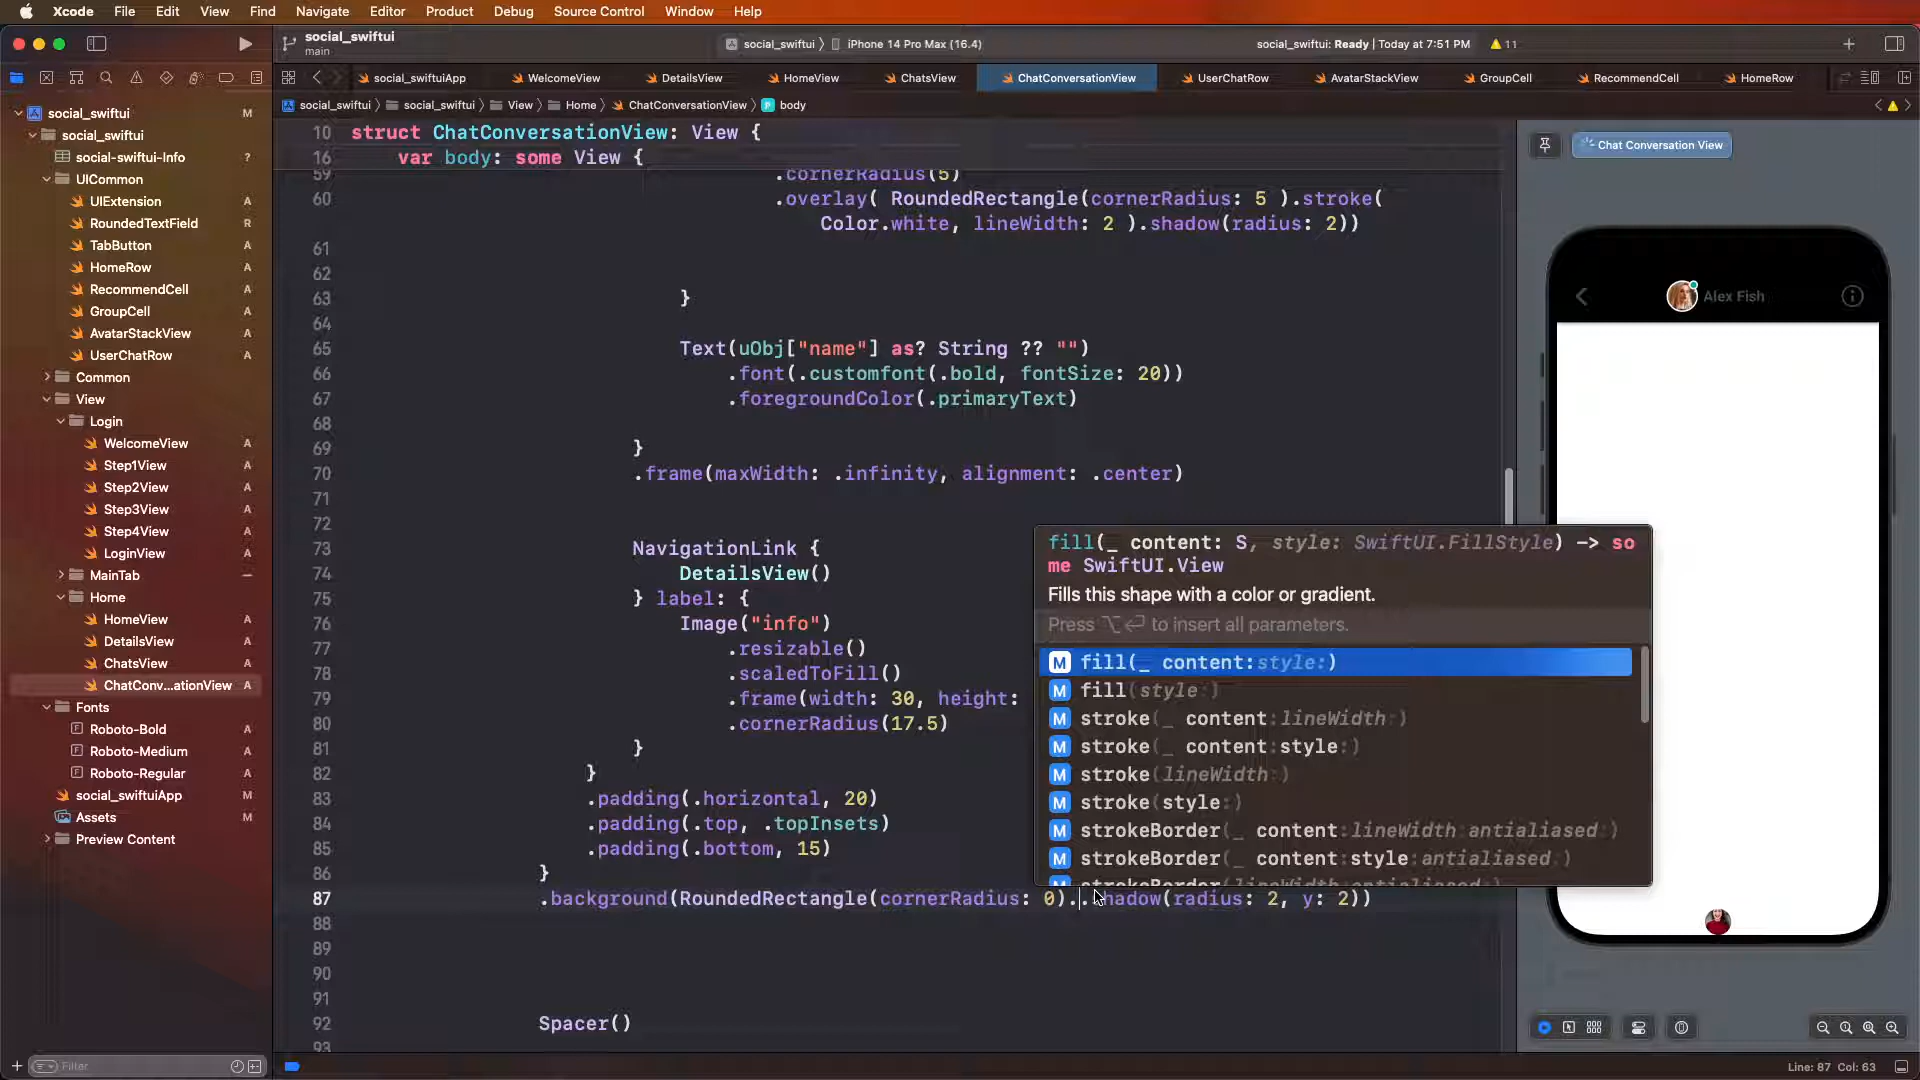 Xcode File Edit View Find Navigate Editor Product Debug Source Control Window Help
social_swiftui
main
social_swiftui iPhone 14 Pro Max (16.4)
social_swiftui: Ready | Today at 7:51 PM
11
social_swiftuiApp WelcomeView DetailsView HomeView ChatsView ChatConversationView UserChatRow AvatarStackView GroupCell RecommendCell HomeRow
social_swiftui social_swiftui View Home ChatConversationView P body
social_swiftui M
social_swiftui
social-swiftui-Info ?
UICommon
UIExtension A
RoundedTextField R
TabButton A
HomeRow A
RecommendCell A
GroupCell A
AvatarStackView A
UserChatRow A
Common
View
Login
WelcomeView A
Step1View A
Step2View A
Step3View A
Step4View A
LoginView A
MainTab
Home
HomeView A
DetailsView A
ChatsView A
ChatConv...ationView A
Fonts
F Roboto-Bold A
F Roboto-Medium A
F Roboto-Regular A
social_swiftuiApp M
Assets M
Preview Content
Filter
10 struct ChatConversationView: View {
16 var body: some View {
59 .cornerRadius(5)
60 .overlay( RoundedRectangle(cornerRadius: 5 ).stroke(
Color.white, lineWidth: 2 ).shadow(radius: 2))
61
62
63 }
64
65 Text(uObj["name"] as? String ?? "")
66 .font(.customfont(.bold, fontSize: 20))
67 .foregroundColor(.primaryText)
68
69 }
70 .frame(maxWidth: .infinity, alignment: .center)
71
72
73 NavigationLink {
74 DetailsView()
75 } label: {
76 Image("info")
77 .resizable()
78 .scaledToFill()
79 .frame(width: 30, height:
80 .cornerRadius(17.5)
81 }
82 }
83 .padding(.horizontal, 20)
84 .padding(.top, .topInsets)
85 .padding(.bottom, 15)
86 }
87 .background(RoundedRectangle(cornerRadius: 0)..shadow(radius: 2, y: 2))
88
89
90
91
92 Spacer()
93
fill(_ content: S, style: SwiftUI.FillStyle) -> so
me SwiftUI.View
Fills this shape with a color or gradient.
Press ⌥⏎ to insert all parameters.
M fill(_ content:style:)
M fill(style:)
M stroke(_ content:lineWidth:)
M stroke(_ content:style:)
M stroke(lineWidth:)
M stroke(style:)
M strokeBorder(_ content:lineWidth:antialiased:)
M strokeBorder(_ content:style:antialiased:)
M strokeBorder(lineWidth:antialiased:)
Chat Conversation View
Alex Fish
Line: 87 Col: 63